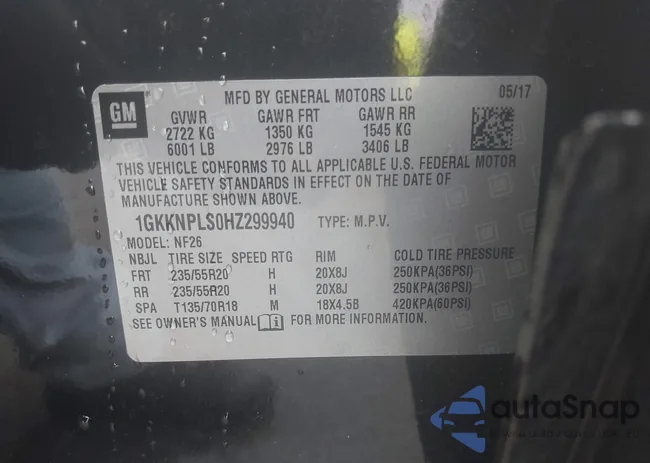 GM
MFD BY GENERAL MOTORS LLC 05/17
GVWR GAWR FRT GAWR RR
2722 KG 1350 KG 1545 KG
6001 LB 2976 LB 3406 LB
THIS VEHICLE CONFORMS TO ALL APPLICABLE U.S. FEDERAL MOTOR
VEHICLE SAFETY STANDARDS IN EFFECT ON THE DATE OF
MANUFACTURE SHOWN ABOVE.
1GKKNPLS0HZ299940 TYPE: M.P.V.
MODEL: NF26
NBJL TIRE SIZE SPEED RTG RIM COLD TIRE PRESSURE
FRT 235/55R20 H 20X8J 250KPA(36PSI)
RR 235/55R20 H 20X8J 250KPA(36PSI)
SPA T135/70R18 M 18X4.5B 420KPA(60PSI)
SEE OWNER'S MANUAL FOR MORE INFORMATION.
autaSnap